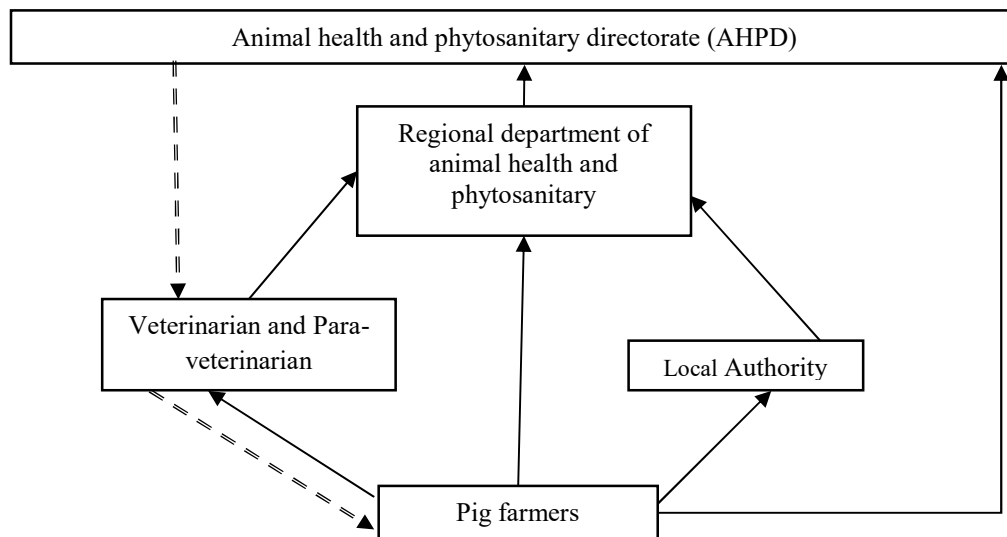 Animal health and phytosanitary directorate (AHPD)
Regional department of
animal health and
phytosanitary
Veterinarian and Para-
veterinarian
Local Authority
Pig farmers